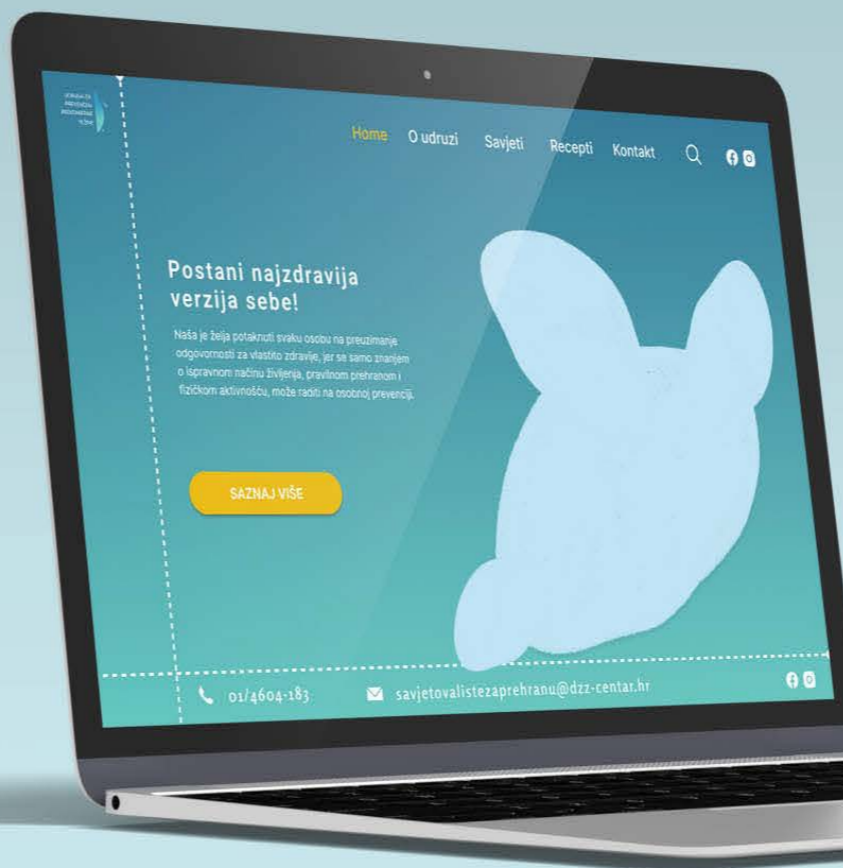 Home O udruzi Savjeti Recepti Kontakt
Postani najzdravija
verzija sebe!
Naša je želja potaknuti svaku osobu na preuzimanje
odgovornosti za vlastito zdravlje, jer se samo znanjem
o ispravnom načinu življenja, pravilnom prehranom i
fizičkom aktivnošću, može raditi na osobnoj prevenciji.
SAZNAJ VIŠE
01/4604-183 savjetovalistezaprehranu@dzz-centar.hr